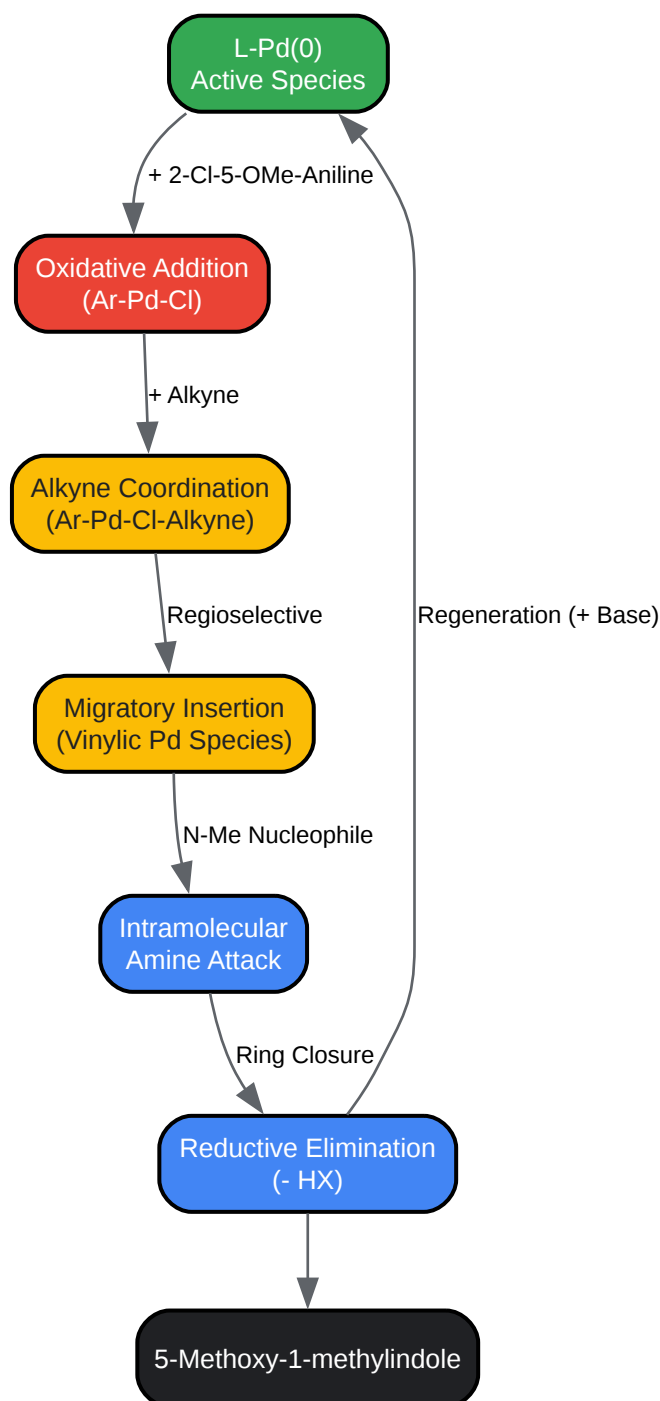 L-Pd(0)
Active Species
+ 2-Cl-5-OMe-Aniline
Oxidative Addition
(Ar-Pd-Cl)
+ Alkyne
Alkyne Coordination
(Ar-Pd-Cl-Alkyne)
Regioselective
Regeneration (+ Base)
Migratory Insertion
(Vinylic Pd Species)
N-Me Nucleophile
Intramolecular
Amine Attack
Ring Closure
Reductive Elimination
(- HX)
5-Methoxy-1-methylindole